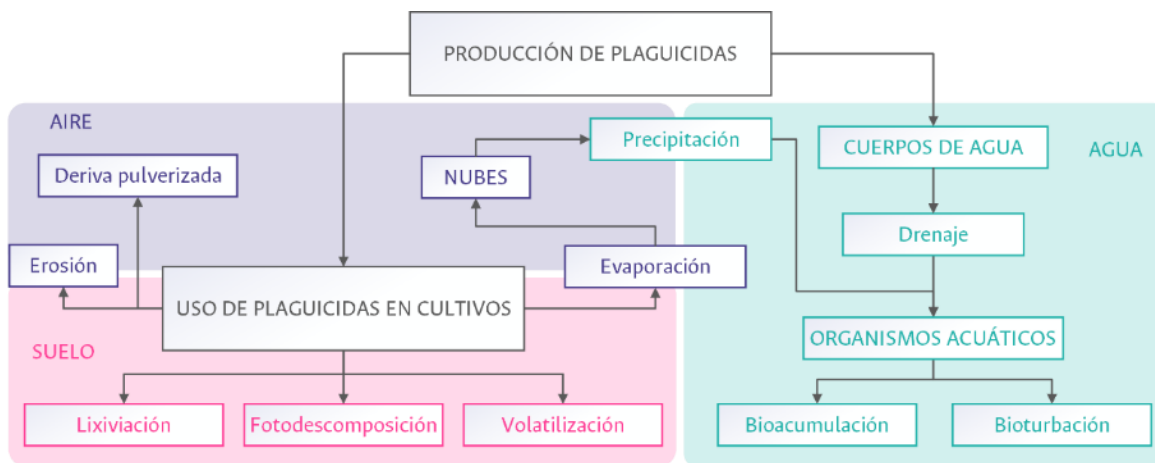 PRODUCCIÓN DE PLAGUICIDAS
AIRE
Precipitación
CUERPOS DE AGUA
AGUA
Deriva pulverizada
NUBES
Drenaje
Erosión
Evaporación
USO DE PLAGUICIDAS EN CULTIVOS
SUELO
ORGANISMOS ACUÁTICOS
Lixiviación
Fotodescomposición
Volatilización
Bioacumulación
Bioturbación